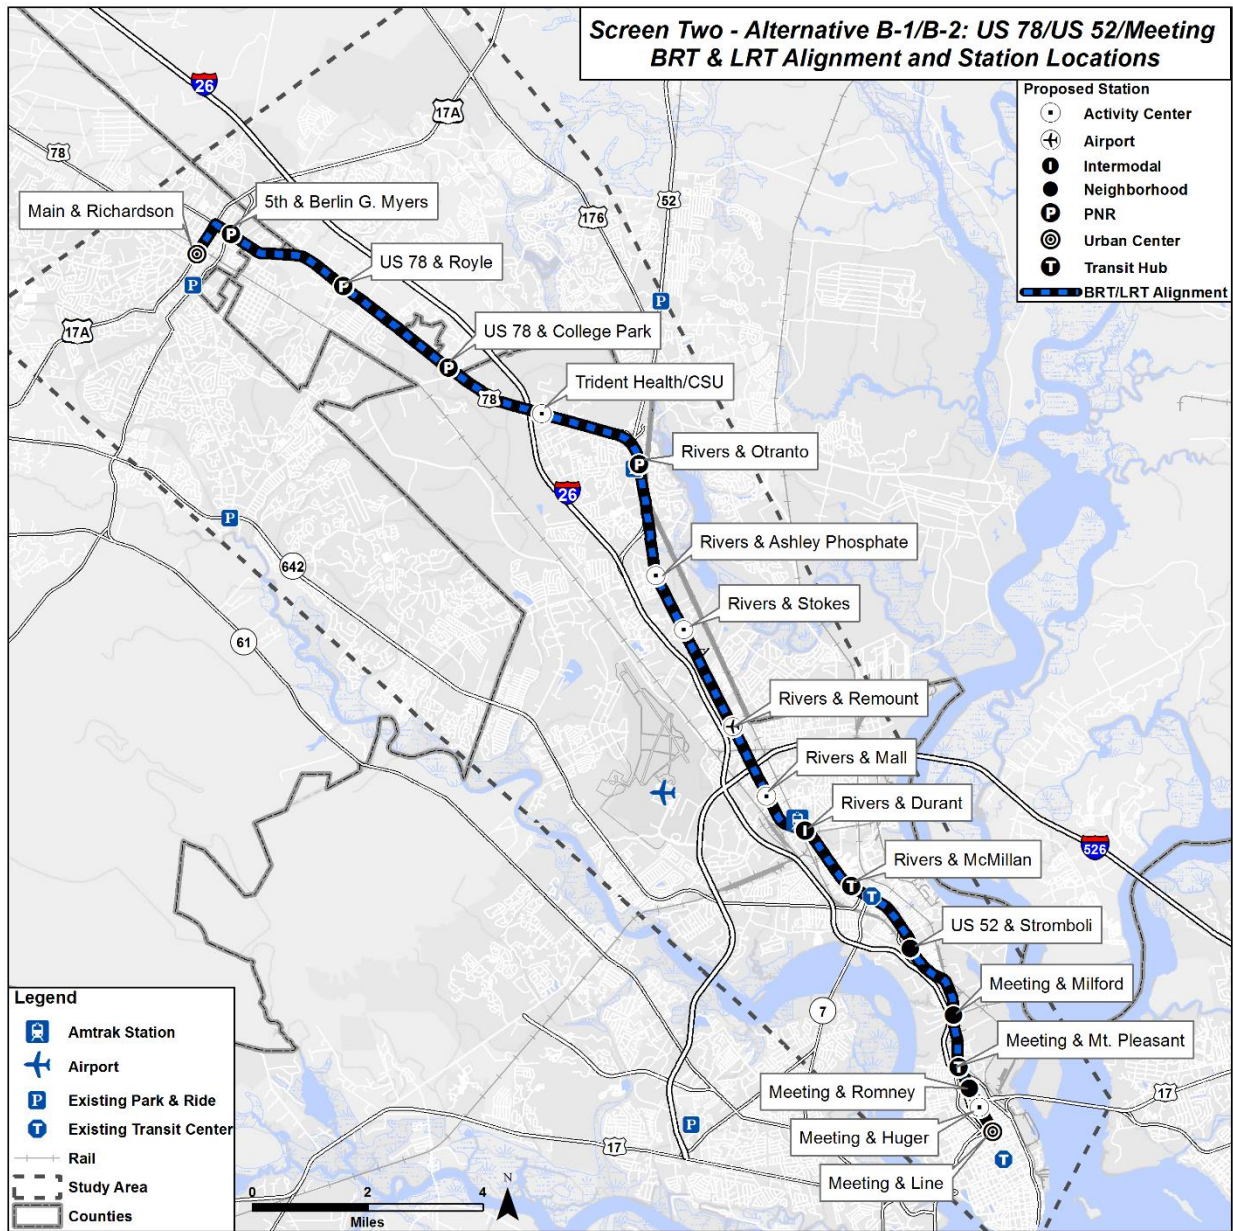 Screen Two - Alternative B-1/B-2: US 78/US 52/Meeting
BRT & LRT Alignment and Station Locations
Proposed Station
Activity Center
Airport
I Intermodal
Neighborhood
P PNR
Urban Center
T Transit Hub
BRT/LRT Alignment
26
17A
78
52
176
Main & Richardson
5th & Berlin G. Myers
P
US 78 & Royle
P
P
P
17A
US 78 & College Park
P
Trident Health/CSU
78
Rivers & Otranto
P
26
P
Rivers & Ashley Phosphate
642
Rivers & Stokes
61
Rivers & Remount
Rivers & Mall
Rivers & Durant
I
526
Rivers & McMillan
T
T
US 52 & Stromboli
Meeting & Milford
7
Meeting & Mt. Pleasant
T
Meeting & Romney
17
Meeting & Huger
P
17
T
Meeting & Line
Legend
Amtrak Station
Airport
P Existing Park & Ride
T Existing Transit Center
Rail
Study Area
Counties
0 2 4
Miles
N